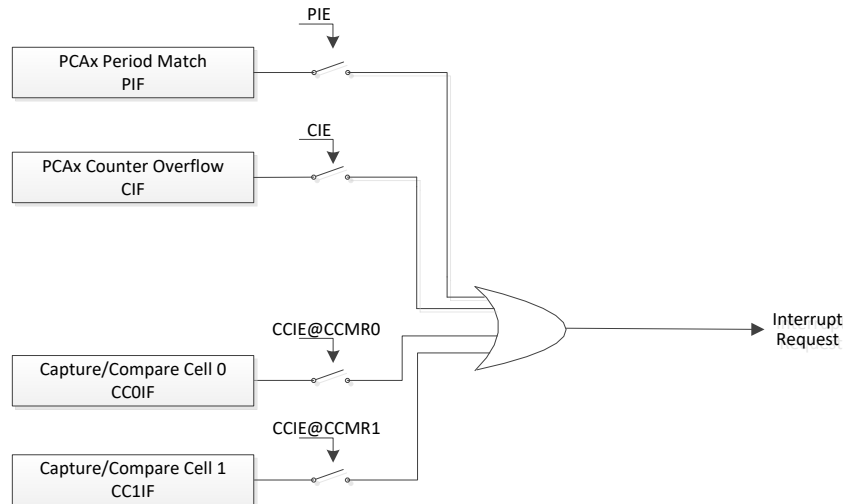 PIE
PCAx Period Match
PIF
CIE
PCAx Counter Overflow
CIF
Interrupt
Request
CCIE@CCMR0
Capture/Compare Cell 0
CC0IF
CCIE@CCMR1
Capture/Compare Cell 1
CC1IF